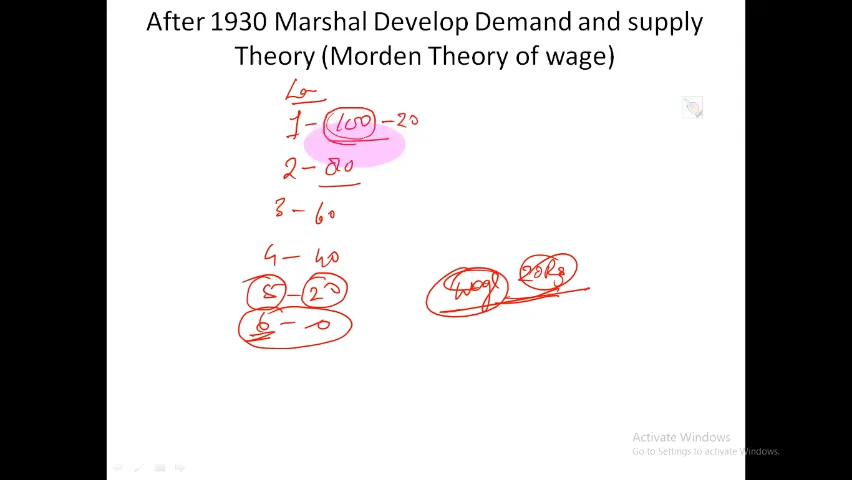 After 1930 Marshal Develop Demand and supply
Theory (Morden Theory of wage)
La
1 - 100 - 20
2 - 80
3 - 60
4 - 40
5 - 20
wage 20Rs
6 - 0
Activate Windows
Go to Settings to activate Windows.